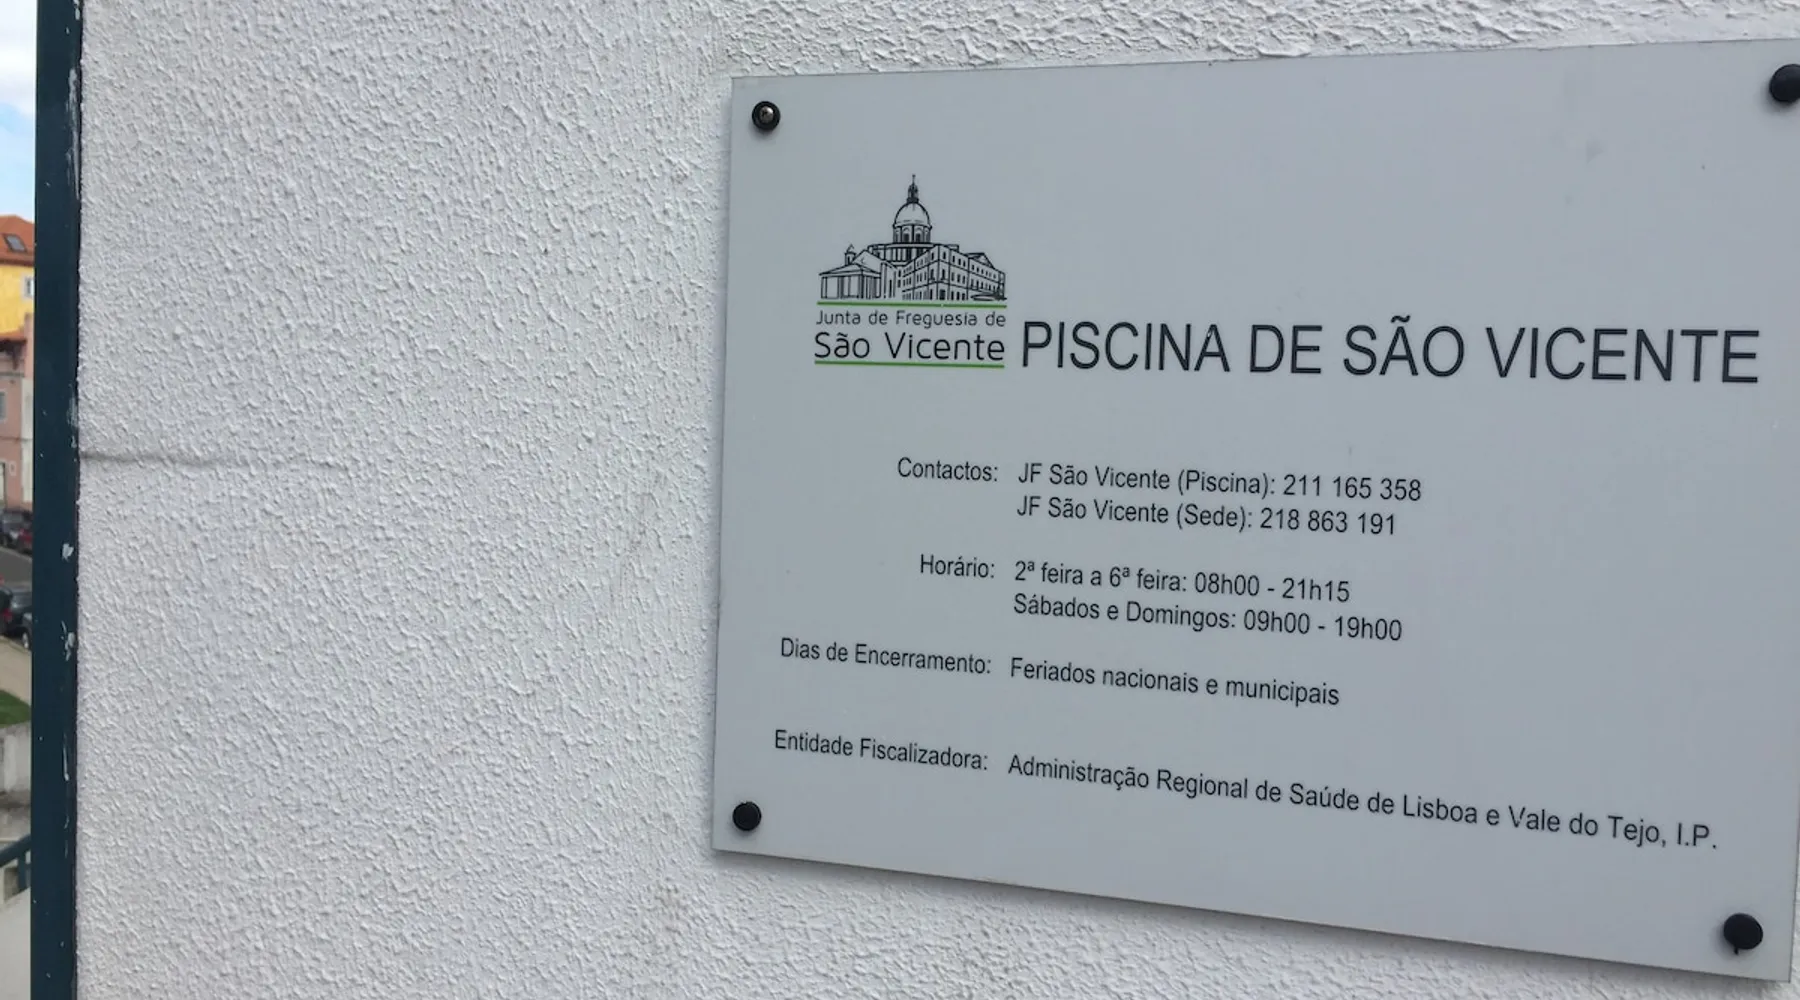 Junta de Freguesia de
São Vicente
PISCINA DE SÃO VICENTE
Contactos: JF São Vicente (Piscina): 211 165 358
JF São Vicente (Sede): 218 863 191
Horário: 2ª feira a 6ª feira: 08h00 - 21h15
Sábados e Domingos: 09h00 - 19h00
Dias de Encerramento: Feriados nacionais e municipais
Entidade Fiscalizadora: Administração Regional de Saúde de Lisboa e Vale do Tejo, I.P.